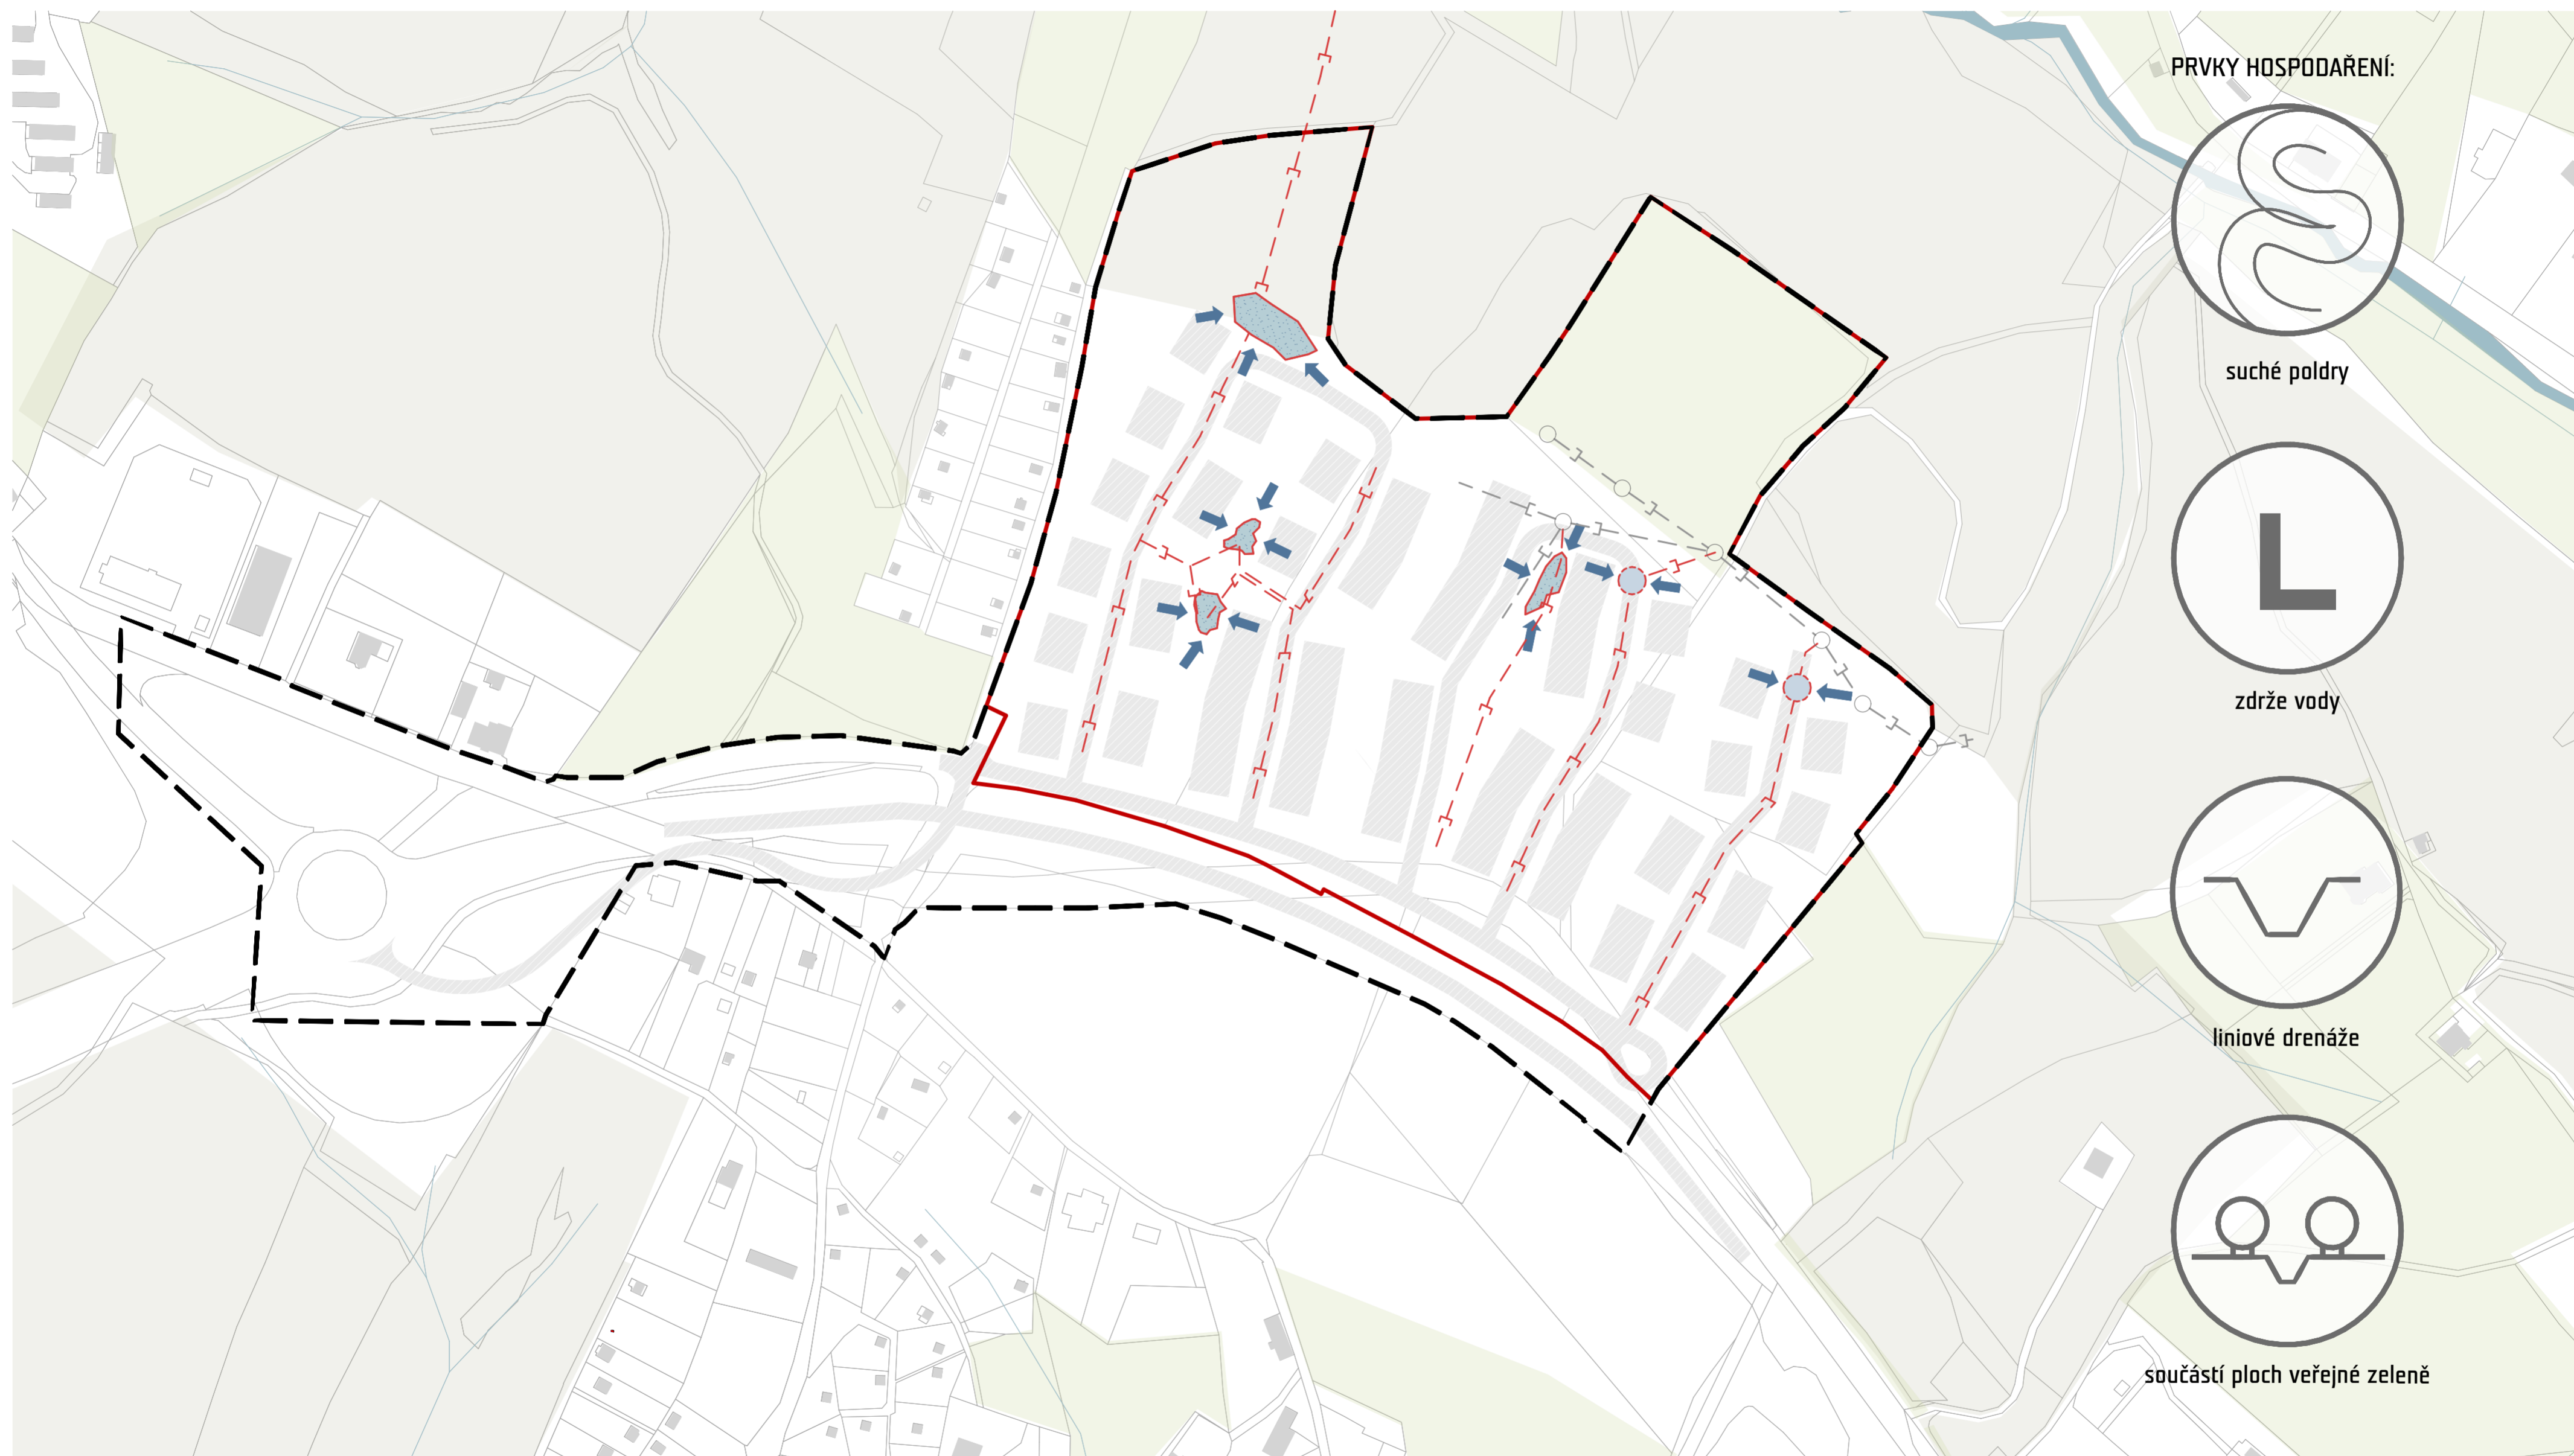 PRVKY HOSPODAŘENÍ:
suché poldry
L
zdrže vody
liniové drenáže
součástí ploch veřejné zeleně